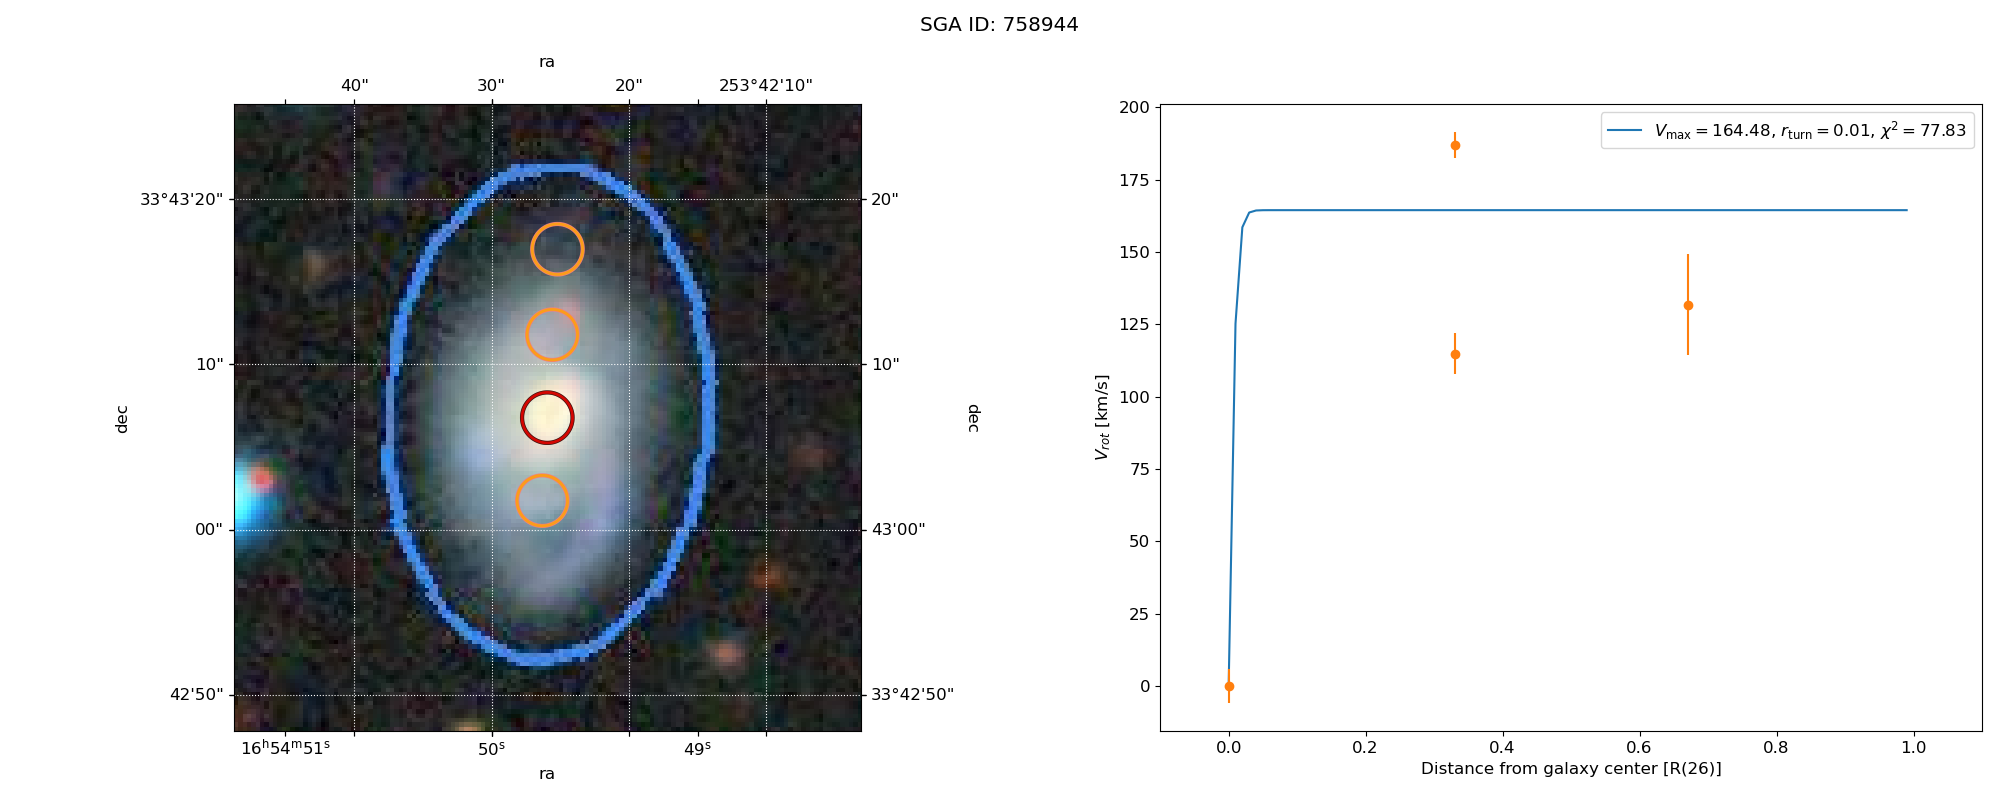 SGA ID: 758944
ra
40" 30" 20" 253°42'10"
33°43'20" 20"
10" 10"
dec dec
00" 43'00"
42'50" 33°42'50"
16ʰ54ᵐ51ˢ 50ˢ 49ˢ
ra
200
175
150
125
100
75
50
25
0
V_rot [km/s]
V_max = 164.48, r_turn = 0.01, χ² = 77.83
0.0 0.2 0.4 0.6 0.8 1.0
Distance from galaxy center [R(26)]